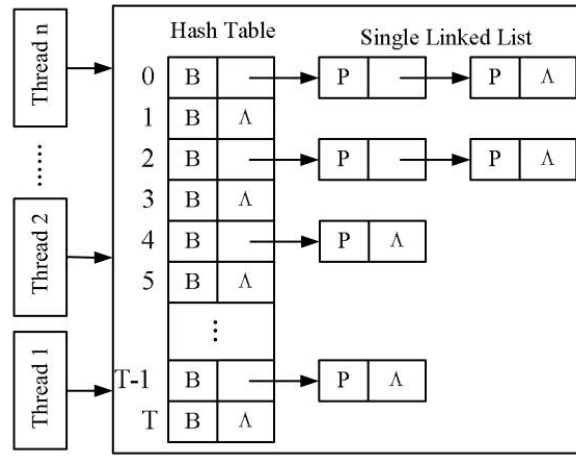 Hash Table
Single Linked List
Thread n
......
Thread 2
Thread 1
0 B P P Λ
1 B Λ
2 B P P Λ
3 B Λ
4 B P Λ
5 B Λ
⋮
T-1 B P Λ
T B Λ